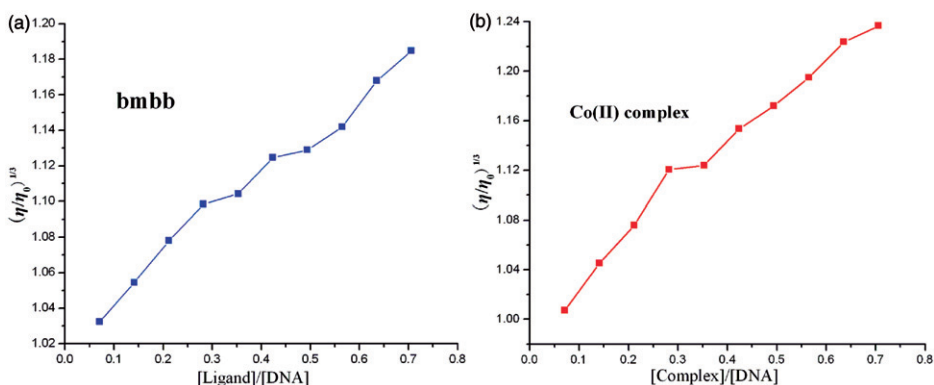 (a)
1.20
1.18
1.16
1.14
1.12
1.10
1.08
1.06
1.04
1.02
(η/η₀)^1/3
bmbb
0.0 0.1 0.2 0.3 0.4 0.5 0.6 0.7 0.8
[Ligand]/[DNA]
(b)
1.24
1.20
1.16
1.12
1.08
1.04
1.00
(η/η₀)^1/3
Co(II) complex
0.0 0.1 0.2 0.3 0.4 0.5 0.6 0.7 0.8
[Complex]/[DNA]